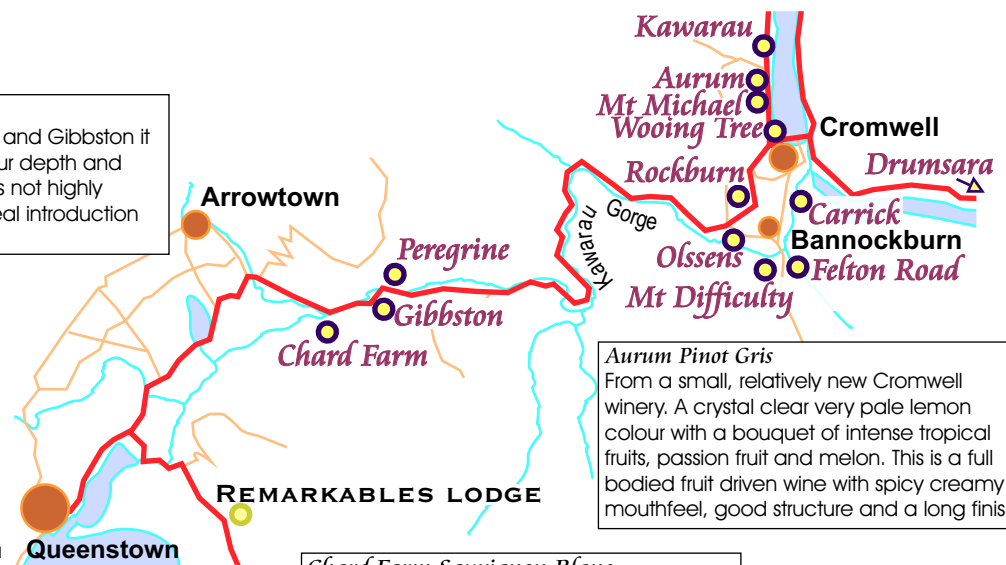 Kawarau
Aurum
Mt Michael
Wooing Tree
Cromwell
Drumsara
Rockburn
Carrick
Bannockburn
Olssens
Felton Road
Mt Difficulty
Kawarau Gorge
and Gibbston it
ur depth and
s not highly
eal introduction
Arrowtown
Peregrine
Gibbston
Chard Farm
Aurum Pinot Gris
From a small, relatively new Cromwell
winery. A crystal clear very pale lemon
colour with a bouquet of intense tropical
fruits, passion fruit and melon. This is a full
bodied fruit driven wine with spicy creamy
mouthfeel, good structure and a long finis
REMARKABLES LODGE
Queenstown
Chard Farm Sauvignon Blanc